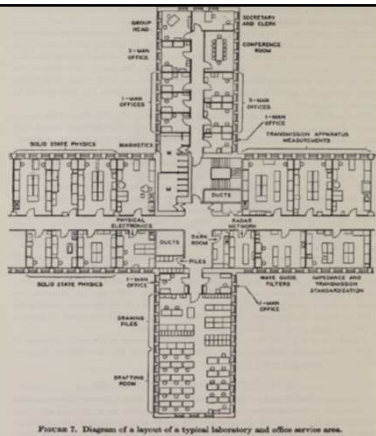 GROUP
HEAD
SECRETARY
AND CLERK
CONFERENCE
ROOM
2-MAN
OFFICE
1-MAN
OFFICES
2-MAN
OFFICES
1-MAN
OFFICE
TRANSMISSION APPARATUS
MEASUREMENTS
SOLID STATE PHYSICS
MAGNETICS
W
M
DUCTS
PHYSICAL
ELECTRONICS
RADAR
NETWORK
DUCTS
DARK
ROOM
FILES
SOLID STATE PHYSICS
1-MAN
OFFICE
WAVE GUIDE
FILTERS
IMPEDANCE AND
TRANSMISSION
STANDARDIZATION
1-MAN
OFFICE
DRAWING
FILES
DRAFTING
ROOM
FIGURE 7. Diagram of a layout of a typical laboratory and office service area.